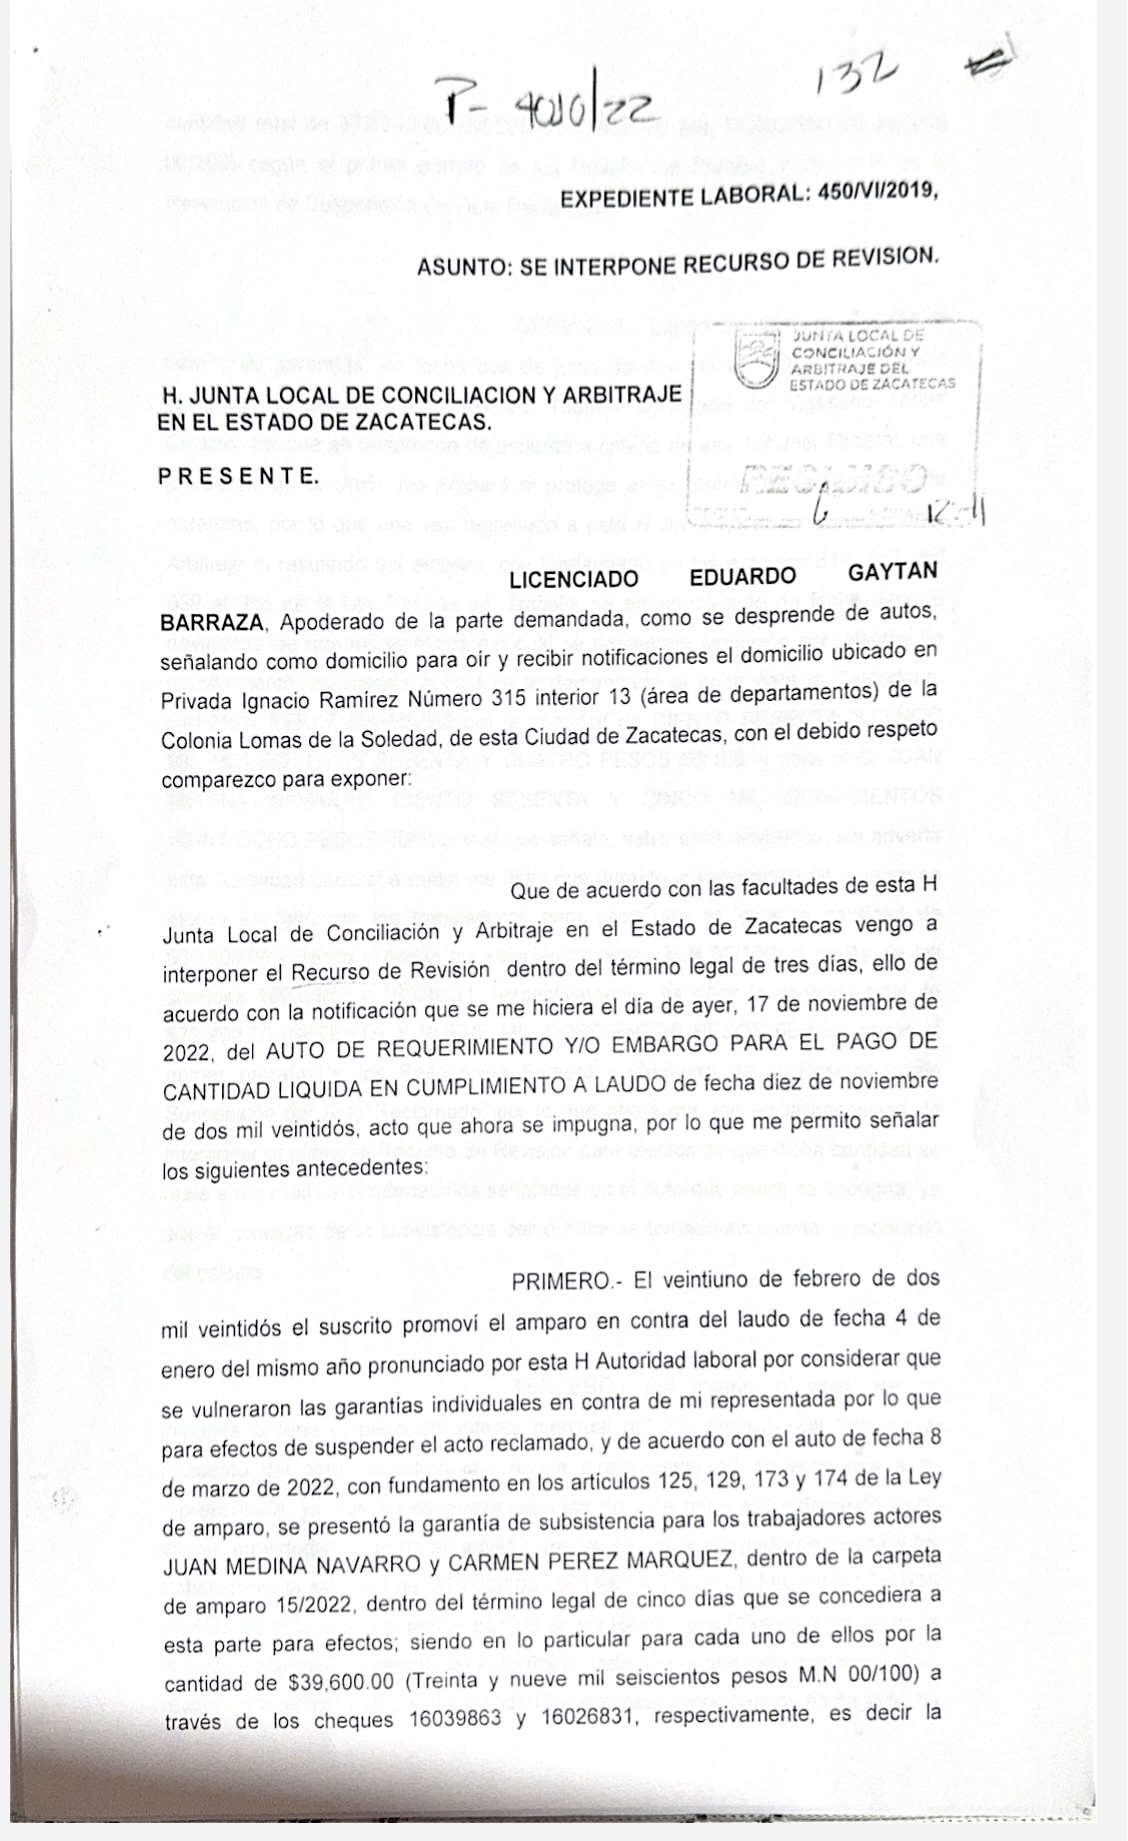 P- 4010/22
132
EXPEDIENTE LABORAL: 450/VI/2019,
ASUNTO: SE INTERPONE RECURSO DE REVISION.
JUNTA LOCAL DE
CONCILIACIÓN Y
ARBITRAJE DEL
ESTADO DE ZACATECAS
H. JUNTA LOCAL DE CONCILIACION Y ARBITRAJE
EN EL ESTADO DE ZACATECAS.
P R E S E N T E.
RECIBIDO
LICENCIADO EDUARDO GAYTAN
BARRAZA, Apoderado de la parte demandada, como se desprende de autos,
señalando como domicilio para oír y recibir notificaciones el domicilio ubicado en
Privada Ignacio Ramírez Número 315 interior 13 (área de departamentos) de la
Colonia Lomas de la Soledad, de esta Ciudad de Zacatecas, con el debido respeto
comparezco para exponer:
Que de acuerdo con las facultades de esta H
Junta Local de Conciliación y Arbitraje en el Estado de Zacatecas vengo a
interponer el Recurso de Revisión dentro del término legal de tres días, ello de
acuerdo con la notificación que se me hiciera el día de ayer, 17 de noviembre de
2022, del AUTO DE REQUERIMIENTO Y/O EMBARGO PARA EL PAGO DE
CANTIDAD LIQUIDA EN CUMPLIMIENTO A LAUDO de fecha diez de noviembre
de dos mil veintidós, acto que ahora se impugna, por lo que me permito señalar
los siguientes antecedentes:
PRIMERO.- El veintiuno de febrero de dos
mil veintidós el suscrito promoví el amparo en contra del laudo de fecha 4 de
enero del mismo año pronunciado por esta H Autoridad laboral por considerar que
se vulneraron las garantías individuales en contra de mi representada por lo que
para efectos de suspender el acto reclamado, y de acuerdo con el auto de fecha 8
de marzo de 2022, con fundamento en los artículos 125, 129, 173 y 174 de la Ley
de amparo, se presentó la garantía de subsistencia para los trabajadores actores
JUAN MEDINA NAVARRO y CARMEN PEREZ MARQUEZ, dentro de la carpeta
de amparo 15/2022, dentro del término legal de cinco días que se concediera a
esta parte para efectos; siendo en lo particular para cada uno de ellos por la
cantidad de $39,600.00 (Treinta y nueve mil seiscientos pesos M.N 00/100) a
través de los cheques 16039863 y 16026831, respectivamente, es decir la